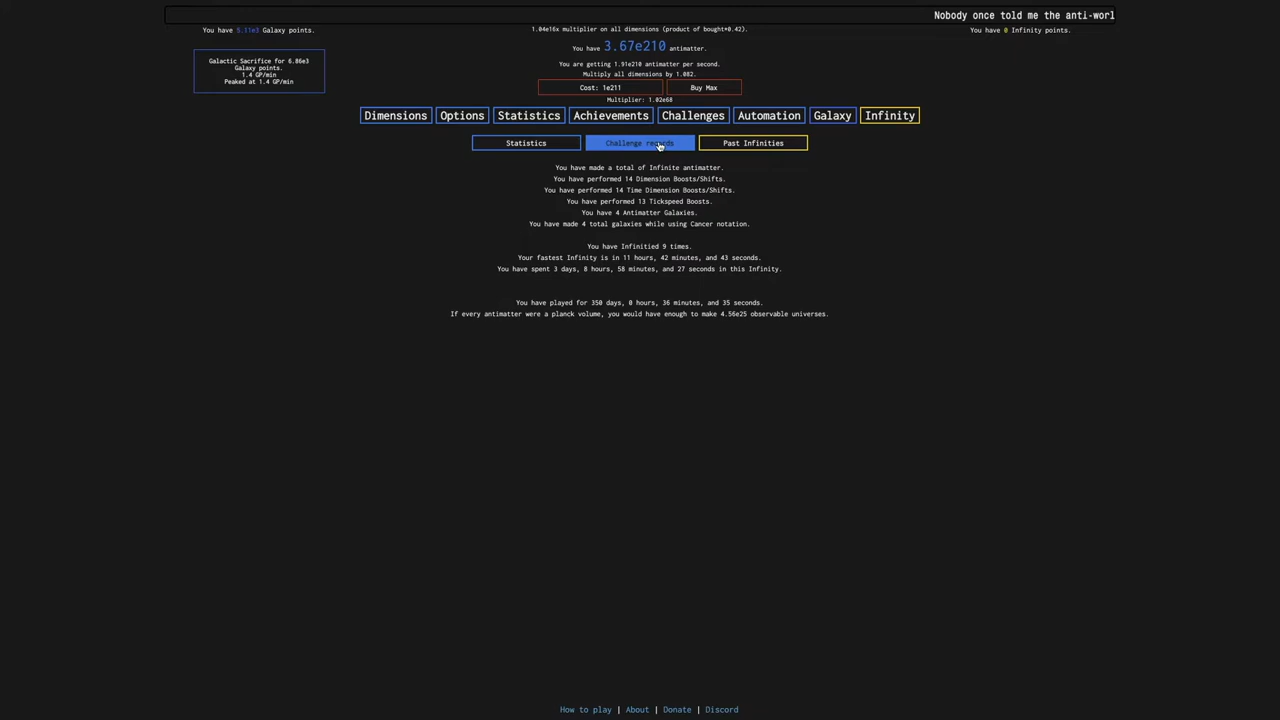 Nobody once told me the anti-worl
You have 5.11e3 Galaxy points.
1.04e16x multiplier on all dimensions (product of bought*0.42).
You have 0 Infinity points.
You have 3.67e210 antimatter.
Galactic Sacrifice for 6.86e3
Galaxy points.
1.4 GP/min
Peaked at 1.4 GP/min
You are getting 1.91e210 antimatter per second.
Multiply all dimensions by 1.082.
Cost: 1e211
Buy Max
Multiplier: 1.02e68
Dimensions
Options
Statistics
Achievements
Challenges
Automation
Galaxy
Infinity
Statistics
Challenge records
Past Infinities
You have made a total of Infinite antimatter.
You have performed 14 Dimension Boosts/Shifts.
You have performed 14 Time Dimension Boosts/Shifts.
You have performed 13 Tickspeed Boosts.
You have 4 Antimatter Galaxies.
You have made 4 total galaxies while using Cancer notation.
You have Infinitied 9 times.
Your fastest Infinity is in 11 hours, 42 minutes, and 43 seconds.
You have spent 3 days, 8 hours, 58 minutes, and 27 seconds in this Infinity.
You have played for 350 days, 0 hours, 36 minutes, and 35 seconds.
If every antimatter were a planck volume, you would have enough to make 4.56e25 observable universes.
How to play | About | Donate | Discord